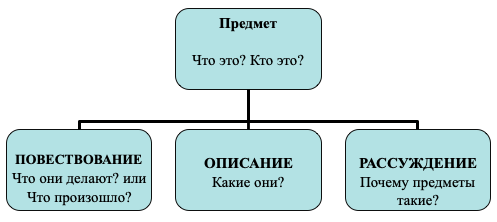 Предмет
Что это? Кто это?
ПОВЕСТВОВАНИЕ
Что они делают? или
Что произошло?
ОПИСАНИЕ
Какие они?
РАССУЖДЕНИЕ
Почему предметы
такие?